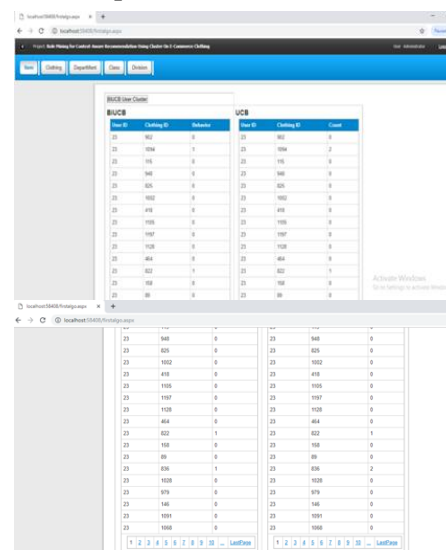 localhost:58408/firstalgo.aspx
localhost:58408/firstalgo.aspx
Project: Rule Mining for Context Aware Recommendation Using Cluster On E-Commerce Clothing
Clothing Department Class Division
BiUCB User Cluster
BiUCB UCB
User ID Clothing ID Behavior User ID Clothing ID Count
23 902 0 23 902 0
23 1094 1 23 1094 2
23 115 0 23 115 0
23 948 0 23 948 0
23 825 0 23 825 0
23 1002 0 23 1002 0
23 418 0 23 418 0
23 1105 0 23 1105 0
23 1197 0 23 1197 0
23 1128 0 23 1128 0
23 464 0 23 464 0
23 822 1 23 822 1
23 158 0 23 158 0
23 89 0 23 89 0
Activate Windows
localhost:58408/firstalgo.aspx
localhost:58408/firstalgo.aspx
23 948 0 23 948 0
23 825 0 23 825 0
23 1002 0 23 1002 0
23 418 0 23 418 0
23 1105 0 23 1105 0
23 1197 0 23 1197 0
23 1128 0 23 1128 0
23 464 0 23 464 0
23 822 1 23 822 1
23 158 0 23 158 0
23 89 0 23 89 0
23 836 1 23 836 2
23 1028 0 23 1028 0
23 979 0 23 979 0
23 146 0 23 146 0
23 1091 0 23 1091 0
23 1068 0 23 1068 0
1 2 3 4 5 6 7 8 9 10 ... LastPage 1 2 3 4 5 6 7 8 9 10 ... LastPage